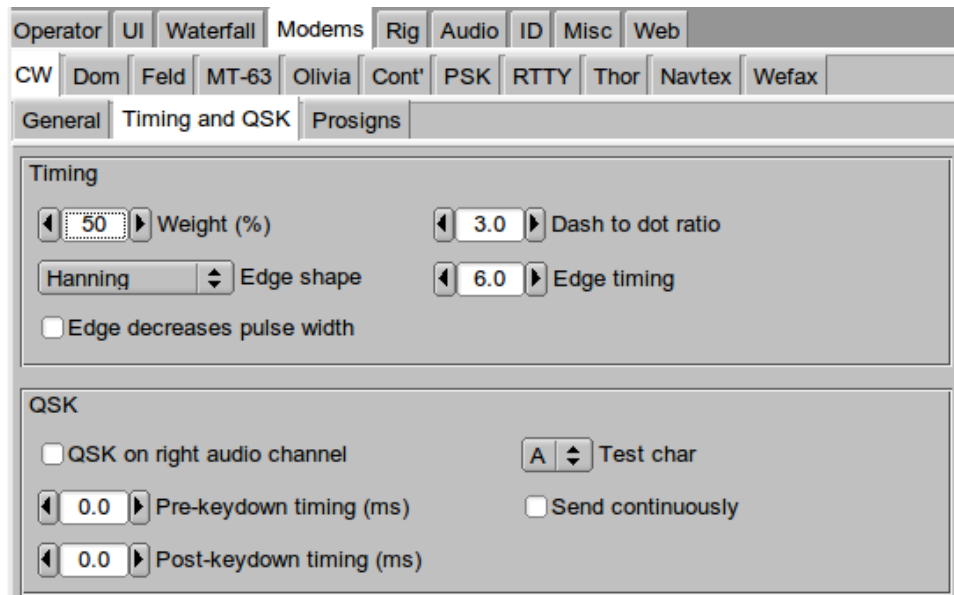 Operator UI Waterfall Modems Rig Audio ID Misc Web
CW Dom Feld MT-63 Olivia Cont' PSK RTTY Thor Navtex Wefax
General Timing and QSK Prosigns
Timing
50 Weight (%) 3.0 Dash to dot ratio
Hanning Edge shape 6.0 Edge timing
Edge decreases pulse width
QSK
QSK on right audio channel A Test char
0.0 Pre-keydown timing (ms) Send continuously
0.0 Post-keydown timing (ms)